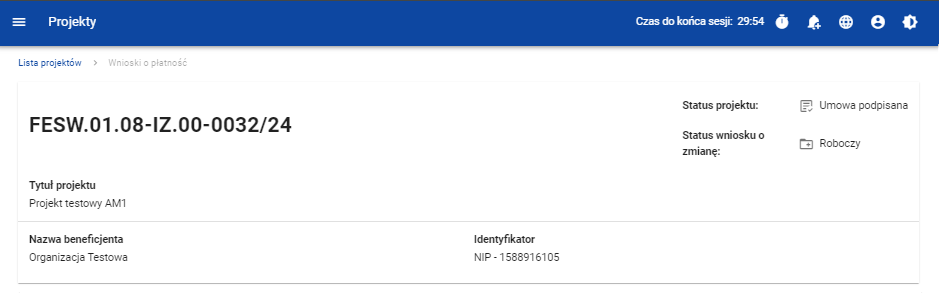 Projekty
Czas do końca sesji: 29:54
Lista projektów > Wnioski o płatność
FESW.01.08-IZ.00-0032/24
Status projektu: Umowa podpisana
Status wniosku o zmianę: Roboczy
Tytuł projektu
Projekt testowy AM1
Nazwa beneficjenta
Organizacja Testowa
Identyfikator
NIP - 1588916105